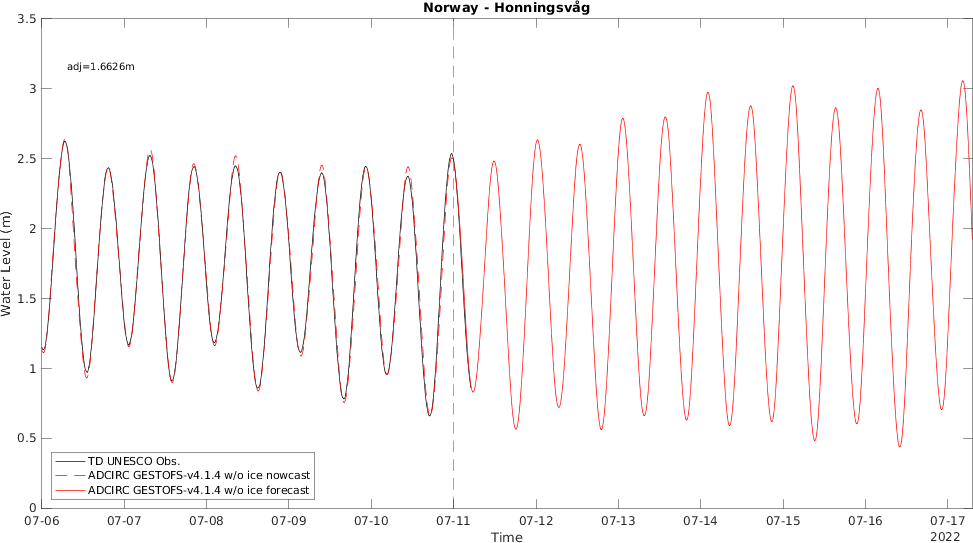 Norway - Honningsvåg
3.5
adj=1.6626m
3
2.5
2
1.5
1
0.5
0
Water Level (m)
TD UNESCO Obs.
ADCIRC GESTOFS-v4.1.4 w/o ice nowcast
ADCIRC GESTOFS-v4.1.4 w/o ice forecast
07-06 07-07 07-08 07-09 07-10 07-11 07-12 07-13 07-14 07-15 07-16 07-17
Time 2022